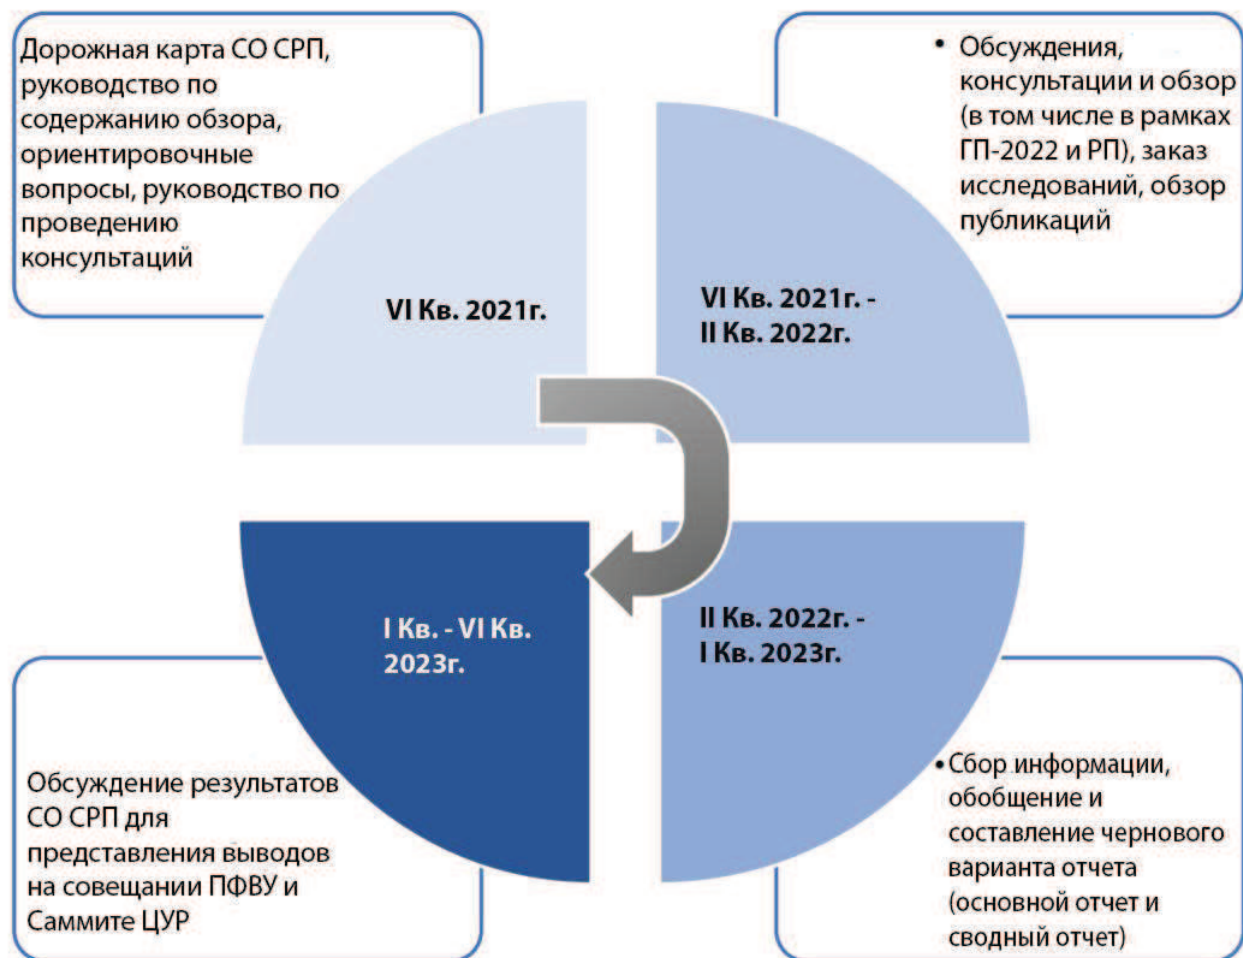 Дорожная карта СО СРП,
руководство по
содержанию обзора,
ориентировочные
вопросы, руководство по
проведению
консультаций
VI Кв. 2021г.
• Обсуждения,
консультации и обзор
(в том числе в рамках
ГП-2022 и РП), заказ
исследований, обзор
публикаций
VI Кв. 2021г. -
II Кв. 2022г.
I Кв. - VI Кв.
2023г.
Обсуждение результатов
СО СРП для
представления выводов
на совещании ПФВУ и
Саммите ЦУР
II Кв. 2022г. -
I Кв. 2023г.
• Сбор информации,
обобщение и
составление чернового
варианта отчета
(основной отчет и
сводный отчет)